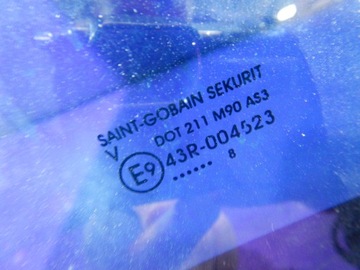 SAINT-GOBAIN SEKURIT
V DOT 211 M90 AS3
E9 43R-004523
...... 8